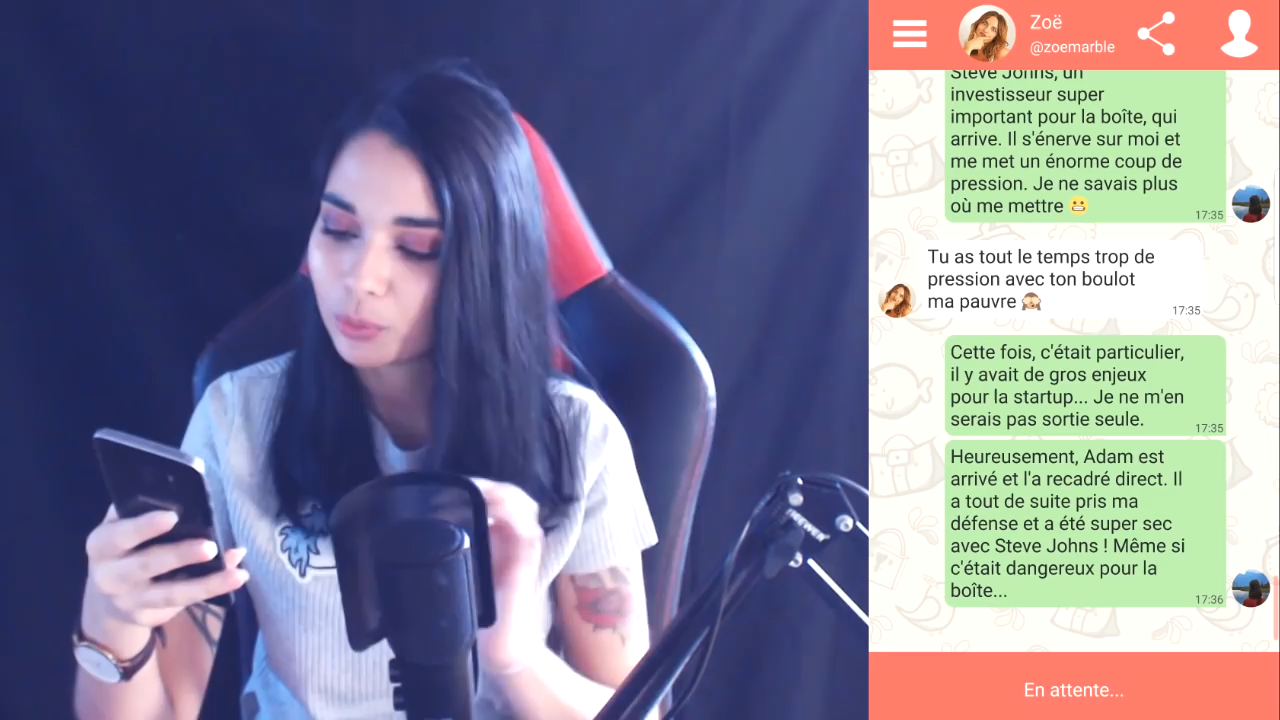 Zoë
@zoemarble
Steve Johns, un
investisseur super
important pour la boîte, qui
arrive. Il s'énerve sur moi et
me met un énorme coup de
pression. Je ne savais plus
où me mettre 😬
17:35
Tu as tout le temps trop de
pression avec ton boulot
ma pauvre 🙈
17:35
Cette fois, c'était particulier,
il y avait de gros enjeux
pour la startup... Je ne m'en
serais pas sortie seule.
17:35
Heureusement, Adam est
arrivé et l'a recadré direct. Il
a tout de suite pris ma
défense et a été super sec
avec Steve Johns ! Même si
c'était dangereux pour la
boîte...
17:36
En attente...
NEEWER